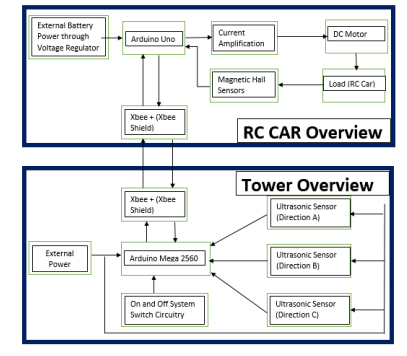 External Battery
Power through
Voltage Regulator
Arduino Uno
Current
Amplification
DC Motor
Magnetic Hall
Sensors
Load (RC Car)
Xbee + (Xbee
Shield)
RC CAR Overview
Tower Overview
Xbee + (Xbee
Shield)
Ultrasonic Sensor
(Direction A)
External
Power
Arduino Mega 2560
Ultrasonic Sensor
(Direction B)
On and Off System
Switch Circuitry
Ultrasonic Sensor
(Direction C)